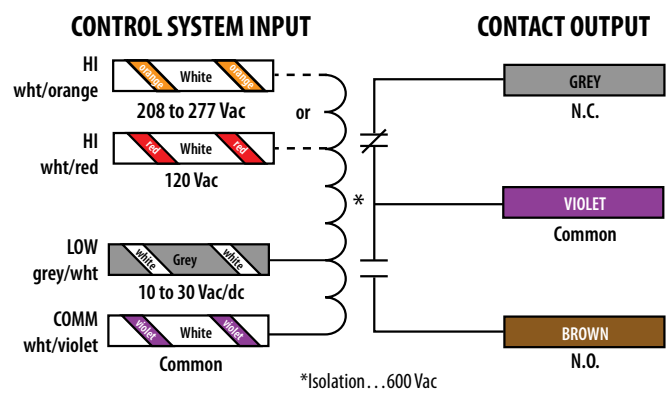 CONTROL SYSTEM INPUT
CONTACT OUTPUT
HI
wht/orange
orange White orange
208 to 277 Vac
or
HI
wht/red
red White red
120 Vac
*
LOW
grey/wht
white Grey white
10 to 30 Vac/dc
COMM
wht/violet
violet White violet
Common
GREY
N.C.
VIOLET
Common
BROWN
N.O.
*Isolation...600 Vac